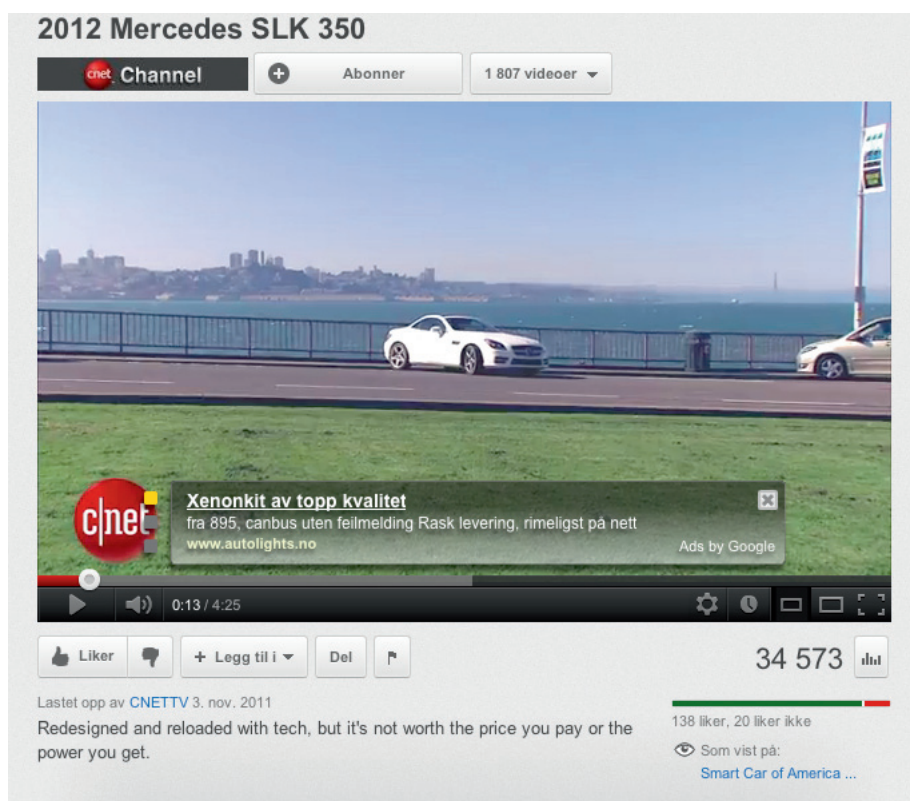 2012 Mercedes SLK 350
cnet Channel
Abonner
1 807 videoer
c|net
Xenonkit av topp kvalitet
fra 895, canbus uten feilmelding Rask levering, rimeligst på nett
www.autolights.no
Ads by Google
0:13 / 4:25
Liker
+ Legg til i
Del
34 573
Lastet opp av CNETTV 3. nov. 2011
Redesigned and reloaded with tech, but it's not worth the price you pay or the
power you get.
138 liker, 20 liker ikke
Som vist på:
Smart Car of America ...